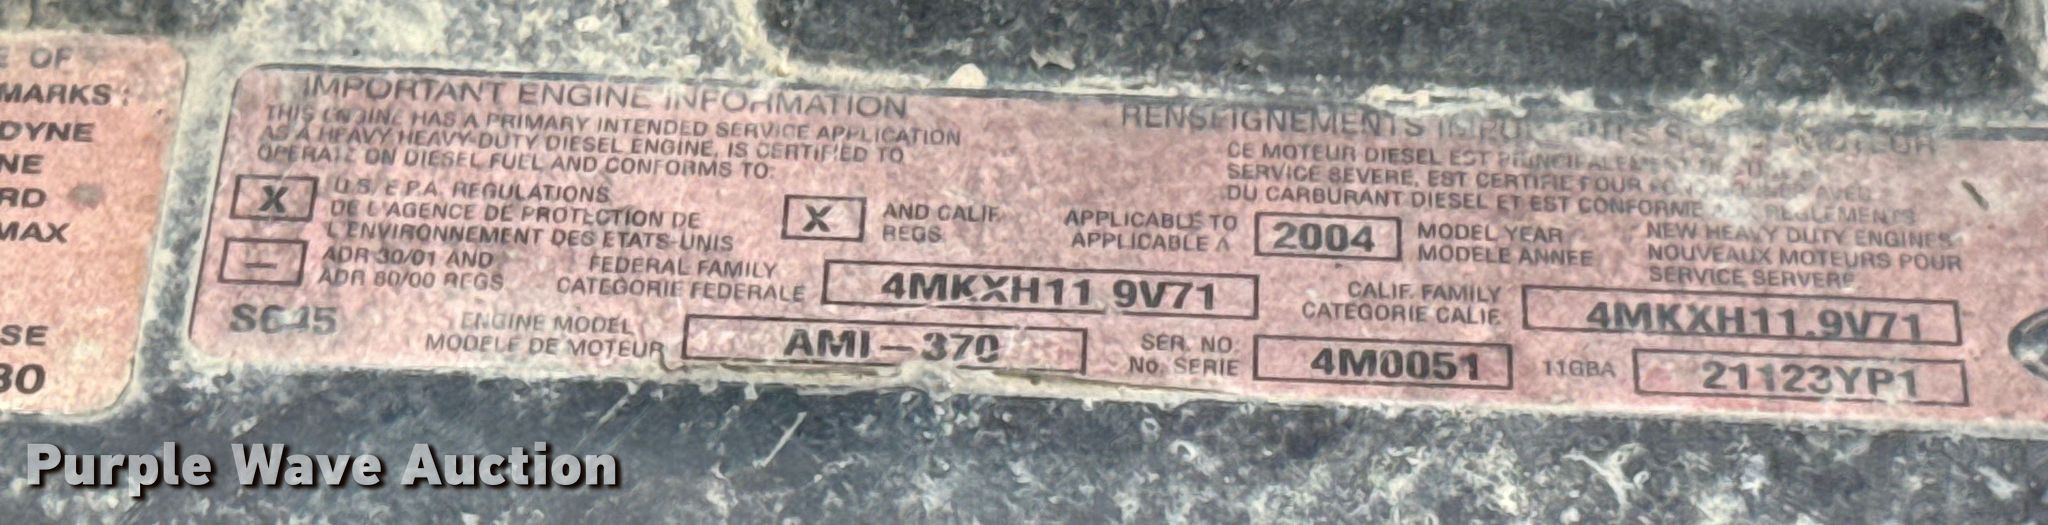 E OF
MARKS:
DYNE
NE
RD
MAX
SE
30
IMPORTANT ENGINE INFORMATION
THIS ENGINE HAS A PRIMARY INTENDED SERVICE APPLICATION
AS A HEAVY HEAVY-DUTY DIESEL ENGINE, IS CERTIFIED TO
OPERATE ON DIESEL FUEL AND CONFORMS TO:
X U.S. E.P.A. REGULATIONS
DE L'AGENCE DE PROTECTION DE
L'ENVIRONNEMENT DES ETATS-UNIS
X AND CALIF.
REGS
– ADR 30/01 AND
ADR 80/00 REGS
RENSEIGNEMENTS MOTEUR
CE MOTEUR DIESEL EST PRINCIPALEMENT
SERVICE SEVERE, EST CERTIFIE POUR AVEC
DU CARBURANT DIESEL ET EST CONFORME REGLEMENTS
APPLICABLE TO
APPLICABLE A
2004
MODEL YEAR
MODELE ANNEE
NEW HEAVY DUTY ENGINES
NOUVEAUX MOTEURS POUR
SERVICE SERVERE
FEDERAL FAMILY
CATEGORIE FEDERALE
4MKXH11.9V71
CALIF. FAMILY
CATEGORIE CALIF.
4MKXH11.9V71
ENGINE MODEL
MODELE DE MOTEUR
AMI–370
SER. NO.
No. SERIE
4M0051
11GBA
21123YP1
Purple Wave Auction